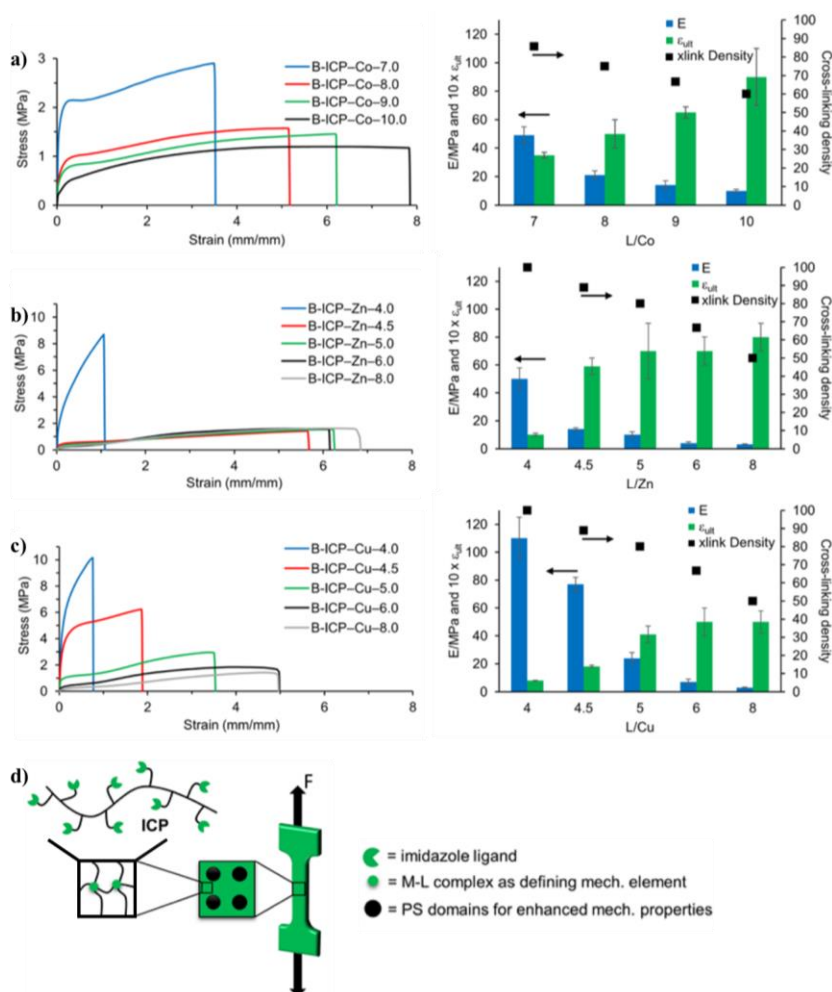 a)
Stress (MPa)
3
2
1
0
0 2 4 6 8
Strain (mm/mm)
B-ICP–Co–7.0
B-ICP–Co–8.0
B-ICP–Co–9.0
B-ICP–Co–10.0
E/MPa and 10 x εult
120
100
80
60
40
20
0
7 8 9 10
L/Co
E
εult
xlink Density
100
90
80
70
60
50
40
30
20
10
0
Cross-linking density
b)
Stress (MPa)
10
8
6
4
2
0
0 2 4 6 8
Strain (mm/mm)
B-ICP–Zn–4.0
B-ICP–Zn–4.5
B-ICP–Zn–5.0
B-ICP–Zn–6.0
B-ICP–Zn–8.0
E/MPa and 10 x εult
120
100
80
60
40
20
0
4 4.5 5 6 8
L/Zn
E
εult
xlink Density
100
90
80
70
60
50
40
30
20
10
0
Cross-linking density
c)
Stress (MPa)
10
8
6
4
2
0
0 2 4 6 8
Strain (mm/mm)
B-ICP–Cu–4.0
B-ICP–Cu–4.5
B-ICP–Cu–5.0
B-ICP–Cu–6.0
B-ICP–Cu–8.0
E/MPa and 10 x εult
120
100
80
60
40
20
0
4 4.5 5 6 8
L/Cu
E
εult
xlink Density
100
90
80
70
60
50
40
30
20
10
0
Cross-linking density
d)
ICP
F
= imidazole ligand
= M-L complex as defining mech. element
= PS domains for enhanced mech. properties